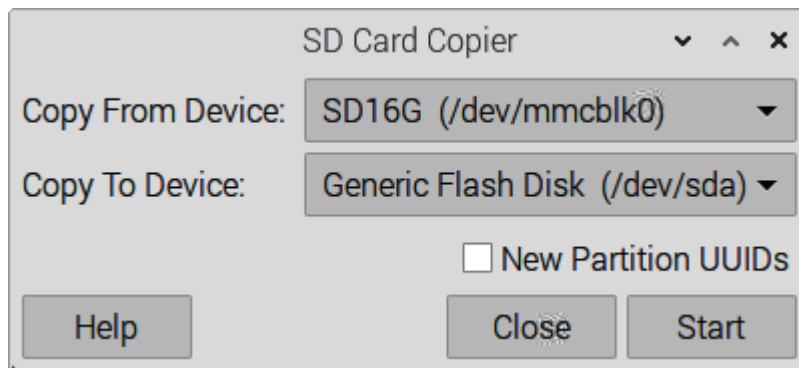 SD Card Copier
Copy From Device: SD16G (/dev/mmcblk0)
Copy To Device: Generic Flash Disk (/dev/sda)
New Partition UUIDs
Help Close Start